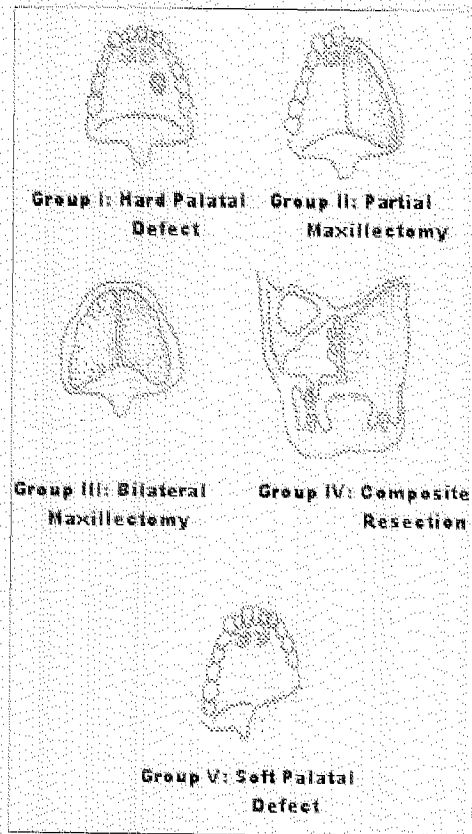 Group I: Hard Palatal
Defect
Group II: Partial
Maxillectomy
Group III: Bilateral
Maxillectomy
Group IV: Composite
Resection
Group V: Soft Palatal
Defect